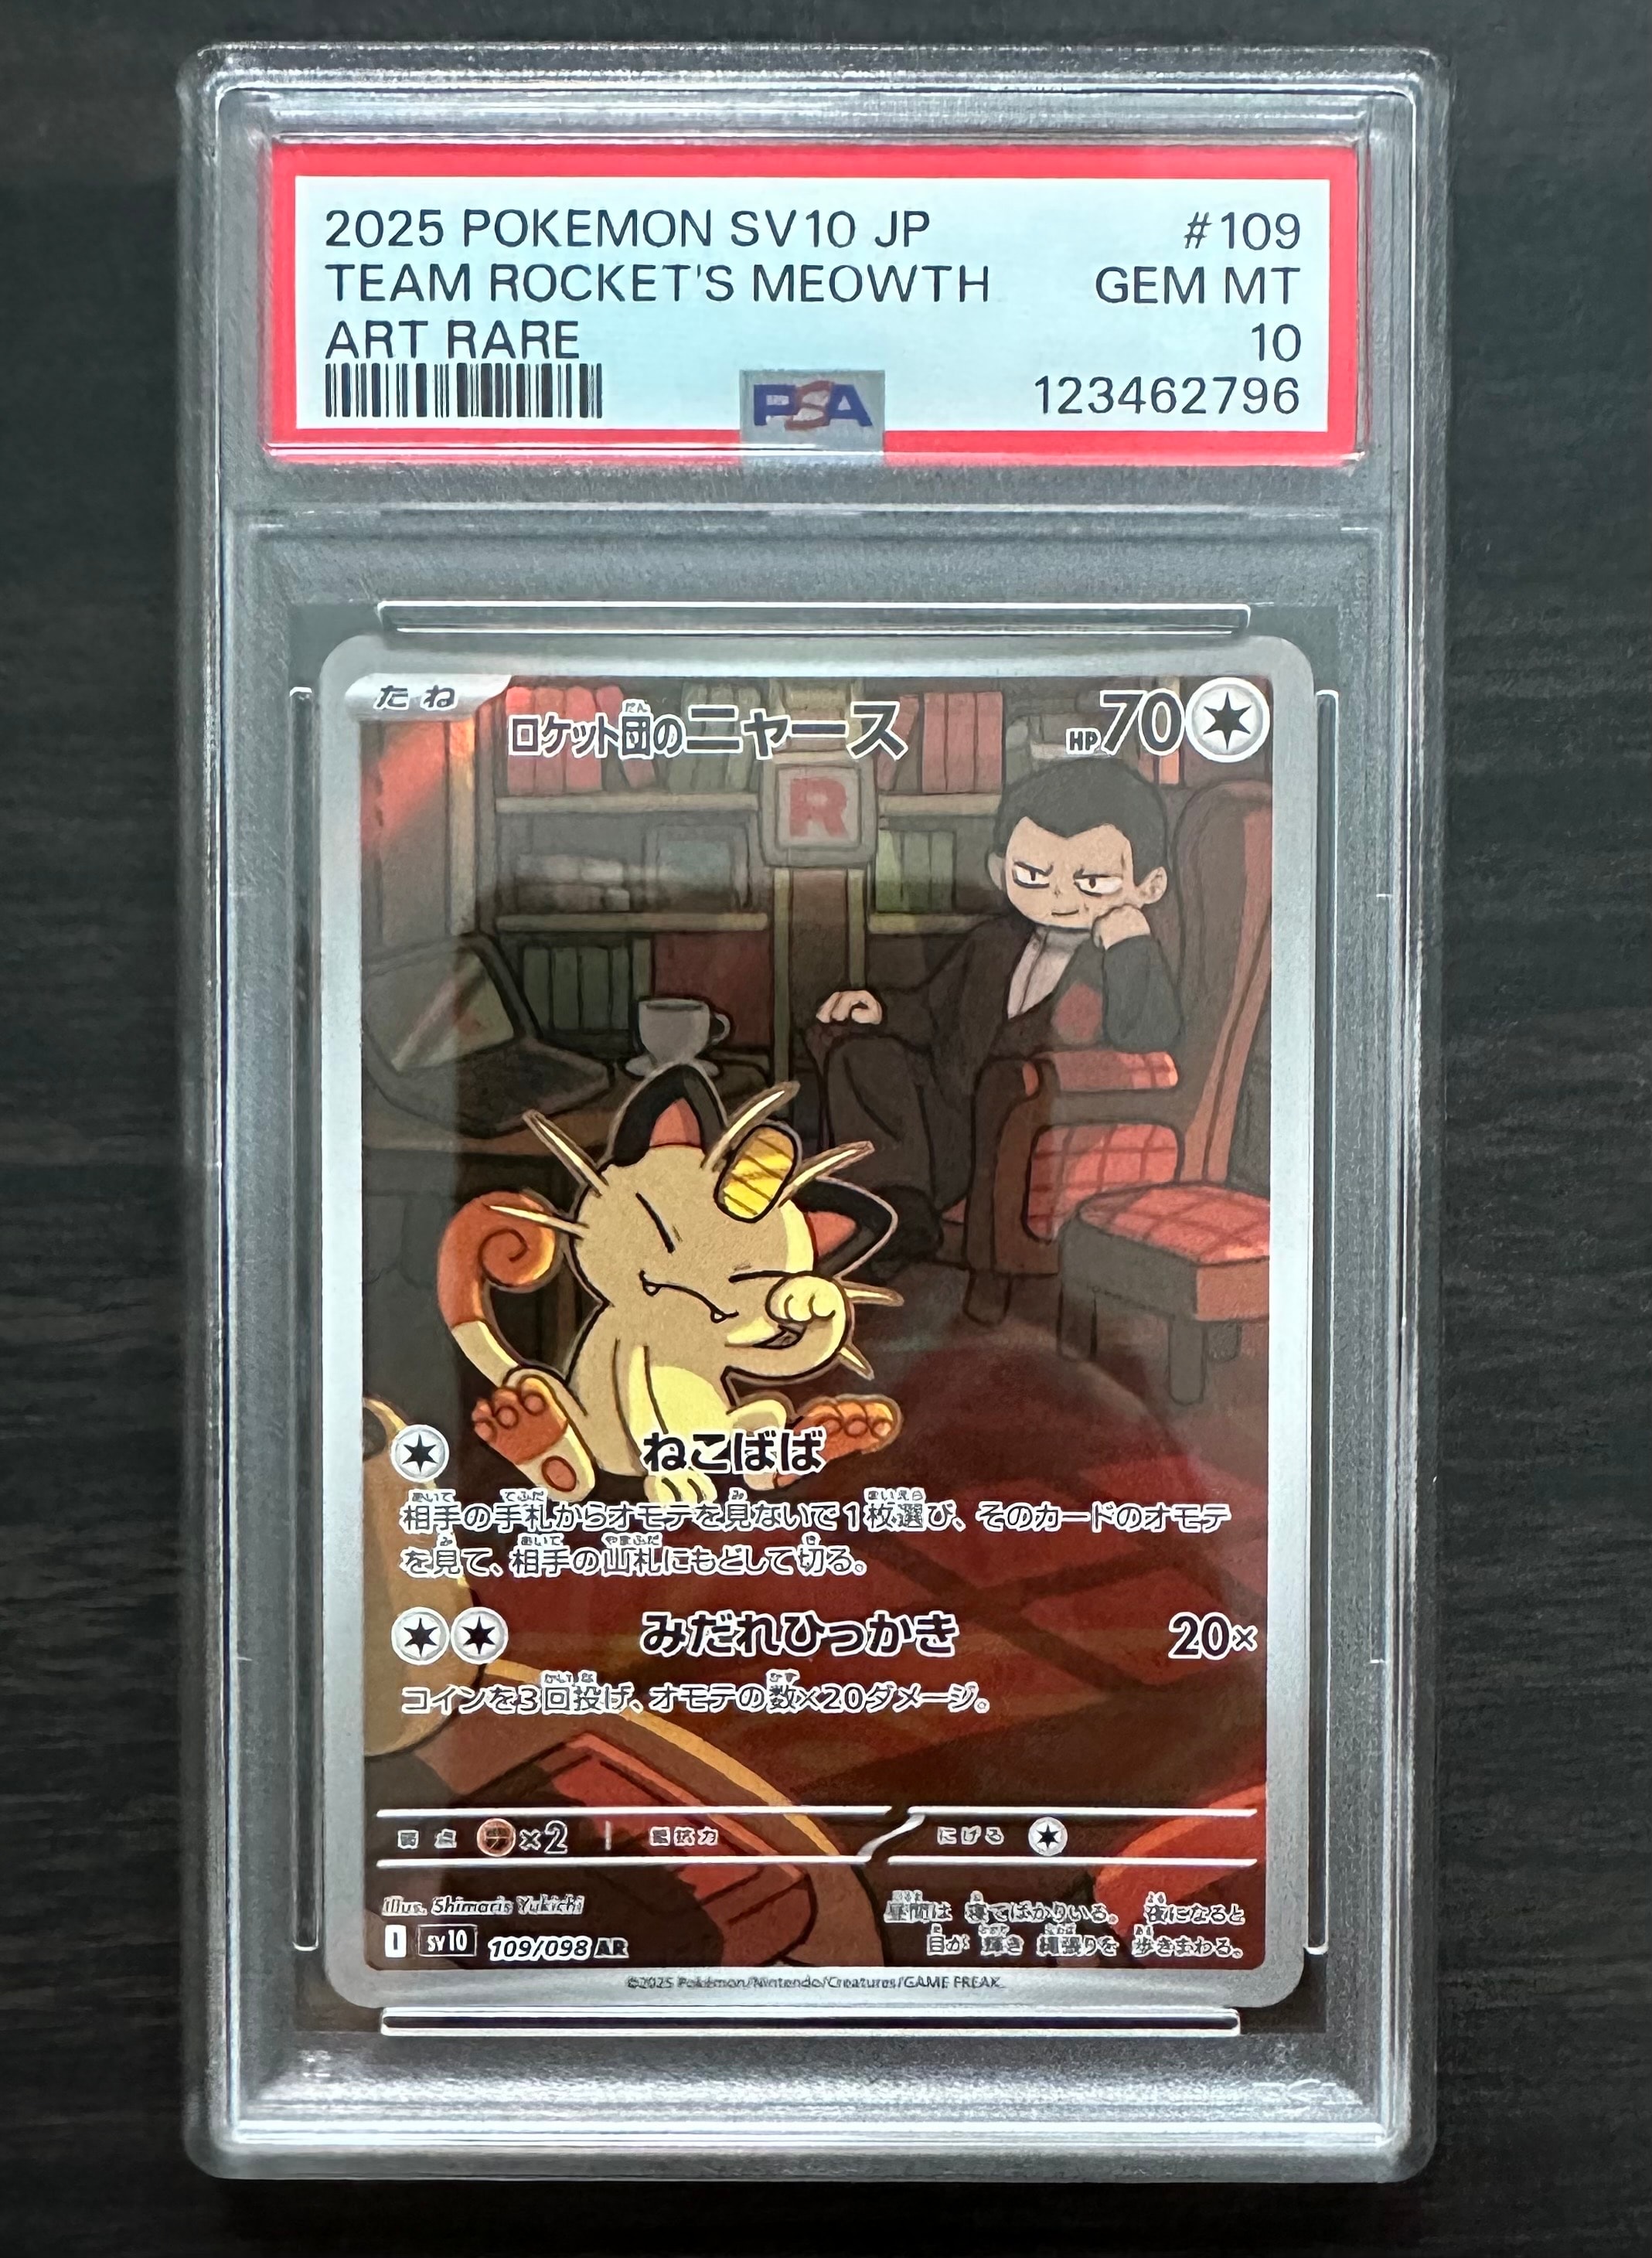 2025 POKEMON SV10 JP #109
TEAM ROCKET'S MEOWTH GEM MT
ART RARE 10
PSA 123462796
たね ロケット団のニャース HP70
だん
R
ねこばば
相手の手札からオモテを見ないで1枚選び、そのカードのオモテ
を見て、相手の山札にもどして切る。
みだれひっかき 20×
コインを3回投げ、オモテの数×20ダメージ。
弱点 ×2 抵抗力 にげる
Illus. Shimaris Yukichi
昼間は 寝てばかりいる。 夜になると
目が 輝き 縄張りを 歩きまわる。
I SV10 109/098 AR
©2025 Pokémon/Nintendo/Creatures/GAME FREAK.